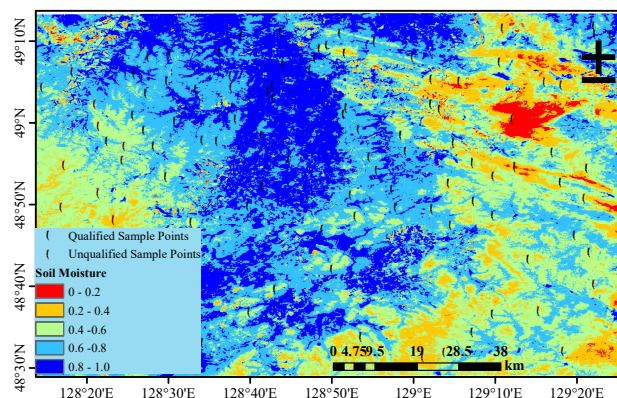 49°10′N
49°N
48°50′N
48°40′N
48°30′N
( Qualified Sample Points
( Unqualified Sample Points
Soil Moisture
0 - 0.2
0.2 - 0.4
0.4 -0.6
0.6 -0.8
0.8 - 1.0
0 4.75 9.5 19 28.5 38
km
128°20′E 128°30′E 128°40′E 128°50′E 129°E 129°10′E 129°20′E